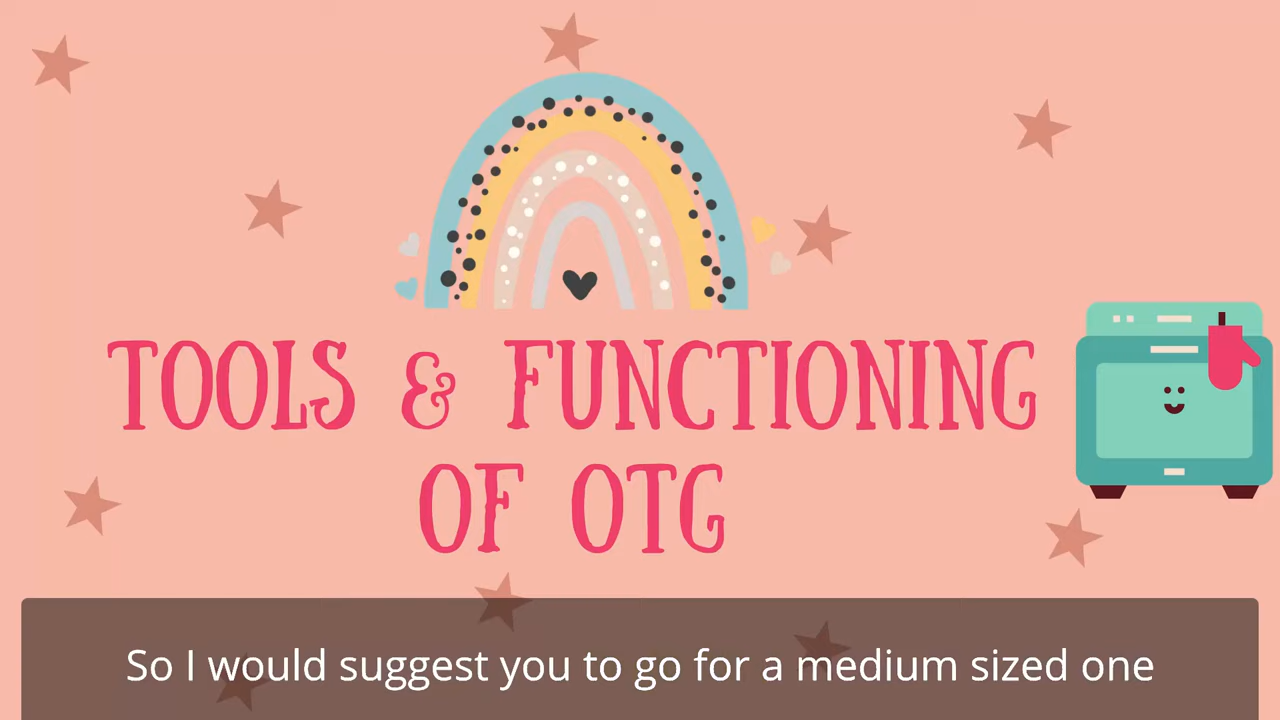 TOOLS & FUNCTIONING
OF OTG
So I would suggest you to go for a medium sized one